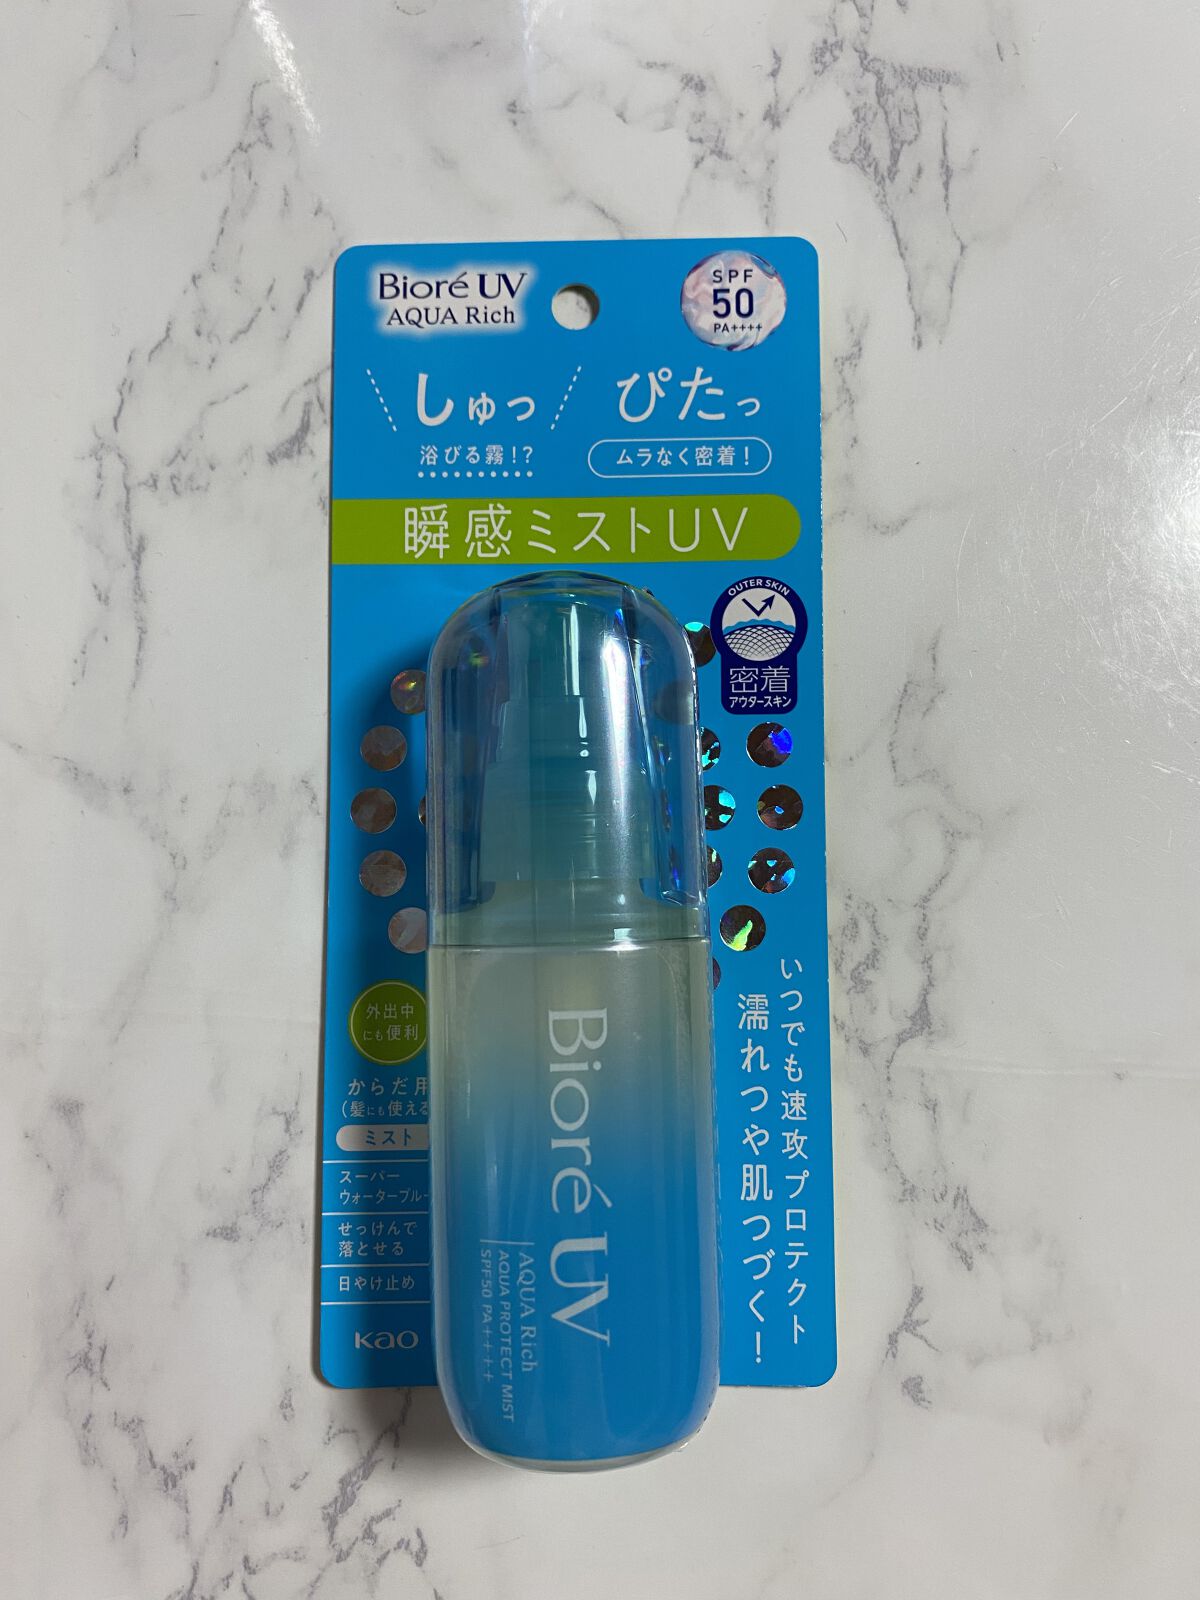 Bioré UV
AQUA Rich
SPF
50
PA++++
しゅっ
浴びる霧!?
ぴたっ
ムラなく密着!
瞬感ミストUV
OUTER SKIN
密着
アウタースキン
いつでも速攻プロテクト
濡れつや肌つづく!
外出中
にも便利
からだ用
(髪にも使える
ミスト
スーパー
ウォータープルー
せっけんで
落とせる
日やけ止め
Kao
Bioré UV
AQUA Rich
AQUA PROTECT MIST
SPF50 PA++++